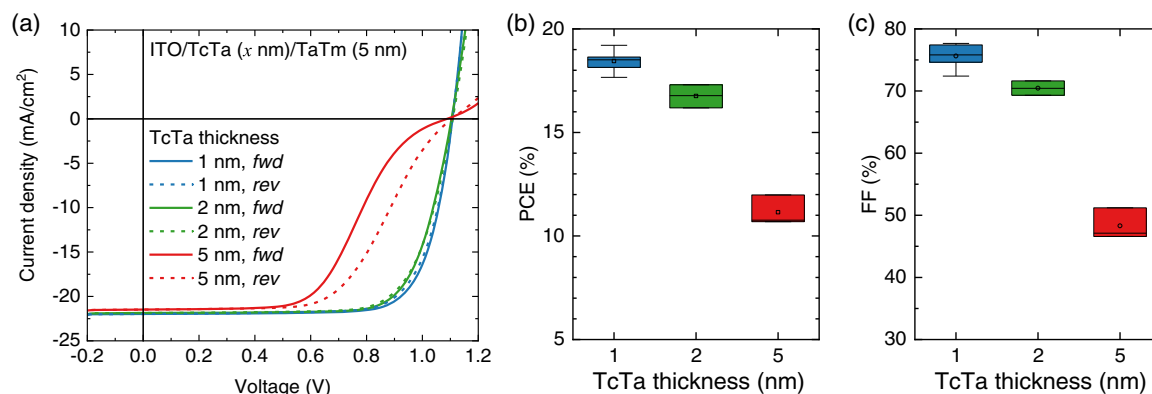 (a)
10
5
0
-5
-10
-15
-20
-25
Current density (mA/cm²)
ITO/TcTa (x nm)/TaTm (5 nm)
TcTa thickness
1 nm, fwd
1 nm, rev
2 nm, fwd
2 nm, rev
5 nm, fwd
5 nm, rev
-0.2 0.0 0.2 0.4 0.6 0.8 1.0 1.2
Voltage (V)
(b)
20
15
10
5
PCE (%)
1 2 5
TcTa thickness (nm)
(c)
80
70
60
50
40
30
FF (%)
1 2 5
TcTa thickness (nm)